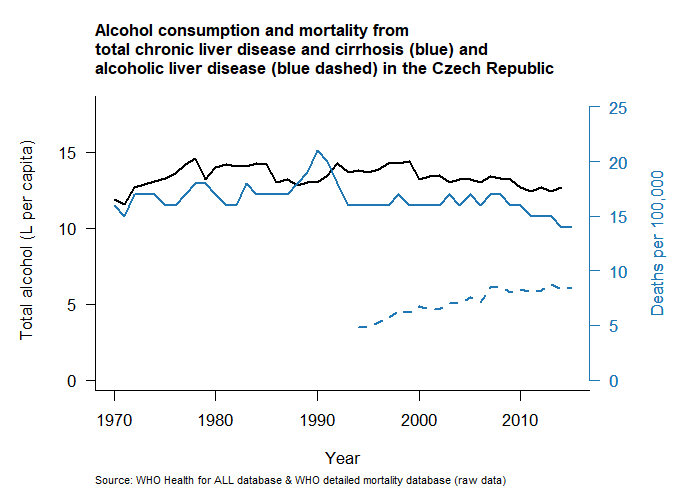 Alcohol consumption and mortality from
total chronic liver disease and cirrhosis (blue) and
alcoholic liver disease (blue dashed) in the Czech Republic
Total alcohol (L per capita)
15
10
5
0
25
20
15
10
5
0
Deaths per 100,000
1970 1980 1990 2000 2010
Year
Source: WHO Health for ALL database & WHO detailed mortality database (raw data)